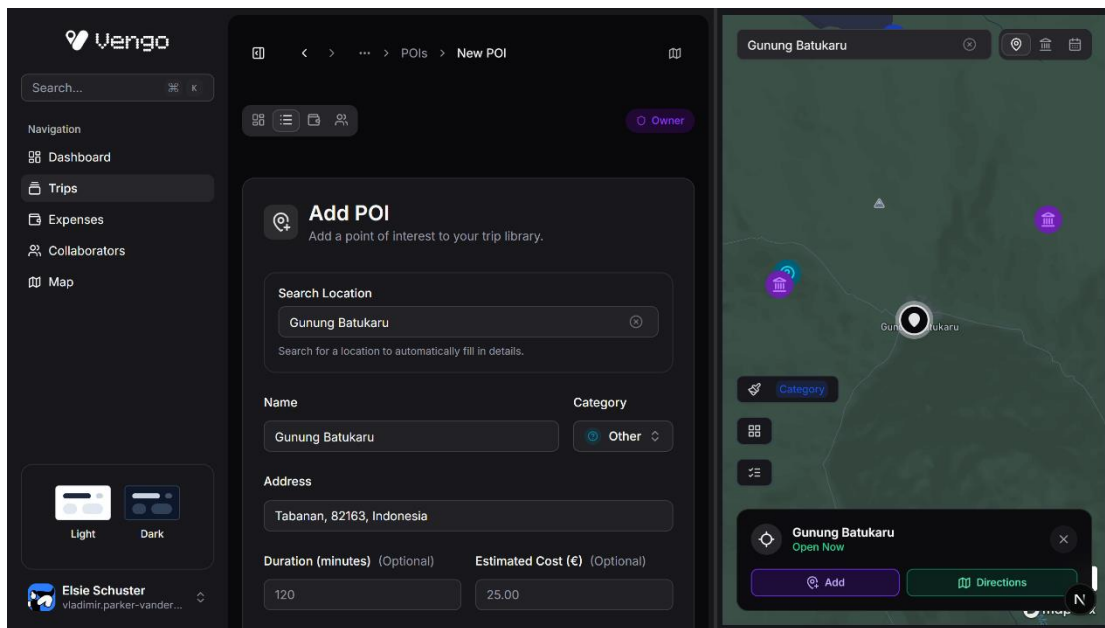 Vengo
Search... ⌘ K
Navigation
Dashboard
Trips
Expenses
Collaborators
Map
Light Dark
Elsie Schuster
vladimir.parker-vander...
... > POIs > New POI
Owner
Add POI
Add a point of interest to your trip library.
Search Location
Gunung Batukaru
Search for a location to automatically fill in details.
Name Category
Gunung Batukaru Other
Address
Tabanan, 82163, Indonesia
Duration (minutes) (Optional) Estimated Cost (€) (Optional)
120 25.00
Gunung Batukaru
Category
Gunung Batukaru
Open Now
Add Directions
N